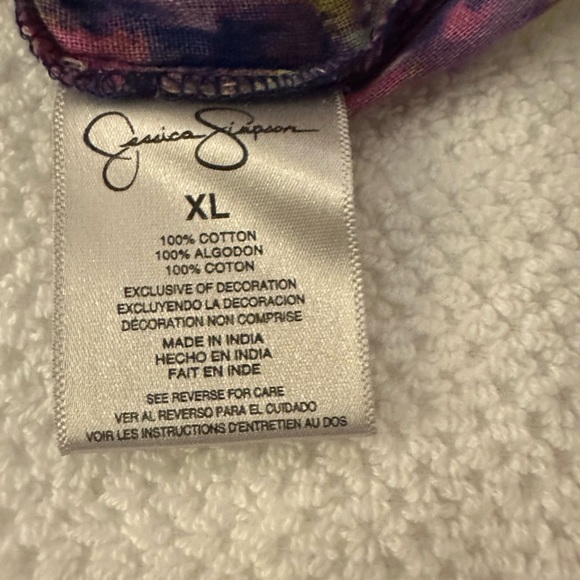 Jessica Simpson
XL
100% COTTON
100% ALGODON
100% COTON
EXCLUSIVE OF DECORATION
EXCLUYENDO LA DECORACION
DÉCORATION NON COMPRISE
MADE IN INDIA
HECHO EN INDIA
FAIT EN INDE
SEE REVERSE FOR CARE
VER AL REVERSO PARA EL CUIDADO
VOIR LES INSTRUCTIONS D'ENTRETIEN AU DOS